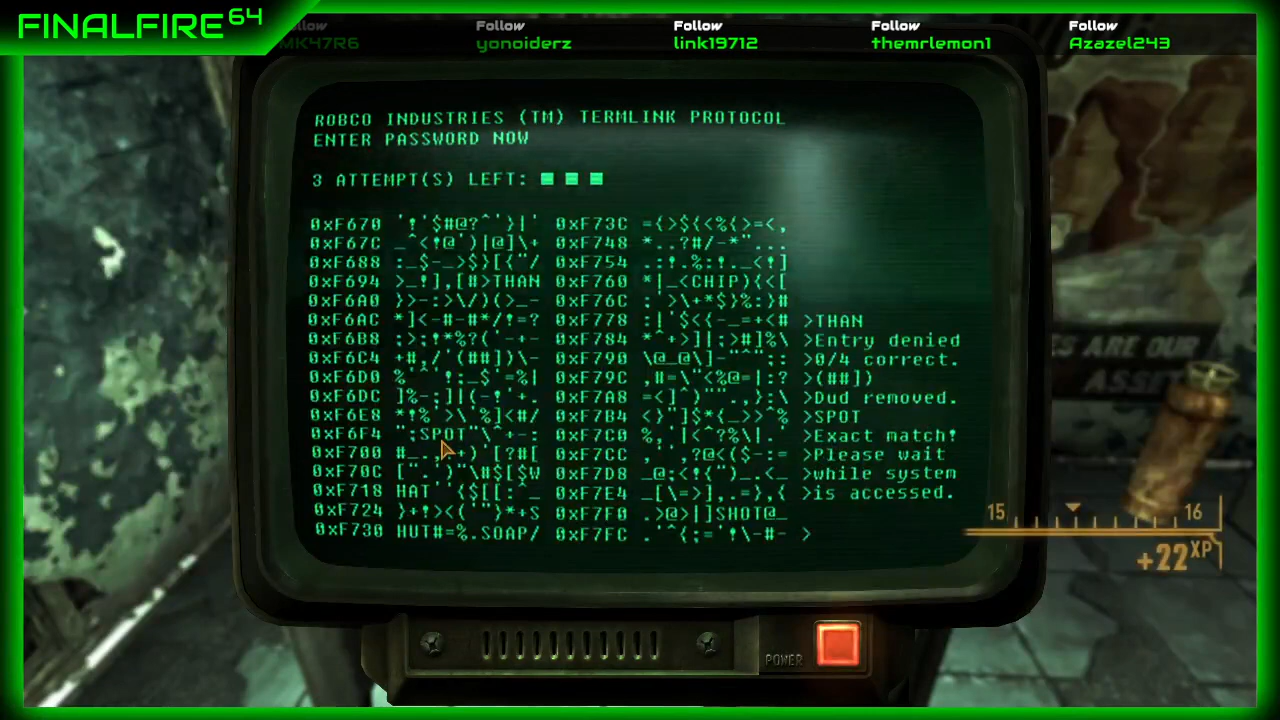 FINALFIRE64
Follow Follow Follow Follow
yonoiderz link19712 themrlemon1 Azazel243
ROBCO INDUSTRIES (TM) TERMLINK PROTOCOL
ENTER PASSWORD NOW
3 ATTEMPT(S) LEFT:
0xF670 '!'$#@?^'}|' 0xF73C ={>${<%{>=<,
0xF67C _^<!@')|@]\+ 0xF748 *..?#/-*"...
0xF688 :_$-_>$}[{"/ 0xF754 .:!.%:!._<!]
0xF694 >_!],[#>THAN 0xF760 *|_<CHIP){<[
0xF6A0 }>-:>\/)(>_- 0xF76C :'>\+*$}%:}#
0xF6AC *]<-#-#*/!=? 0xF778 :|'$<{-_=+<# >THAN
0xF6B8 :>;!*%?('-+- 0xF784 *^+>]|;>#]%\ >Entry denied
0xF6C4 +#,/'(##])\- 0xF790 \@_@\]-"^":: >0/4 correct.
0xF6D0 %'^'!:_$'=%| 0xF79C ,#=\"<%@=|:? >(##])
0xF6DC ]%-;]|(-!'+. 0xF7A8 =<]^)"".,}:\ >Dud removed.
0xF6E8 *!%'>\'%]<#/ 0xF7B4 <}"]$*{_>>^% >SPOT
0xF6F4 ";SPOT"\^+-: 0xF7C0 %,'|<^?%\|.' >Exact match!
0xF700 #_., +)'[?#[ 0xF7CC ,'',?@<($-:= >Please wait
0xF70C [".')"\#$[$W 0xF7D8 _@;<!{")_.<_ >while system
0xF718 HAT''{$[[:^_ 0xF7E4 _[\=>],.=},{ >is accessed.
0xF724 }+!><('"}*+S 0xF7F0 .>@>|]SHOT@_
0xF730 HUT#=%.SOAP/ 0xF7FC .'^{;='!\-#- >
15 16
+22 XP
POWER